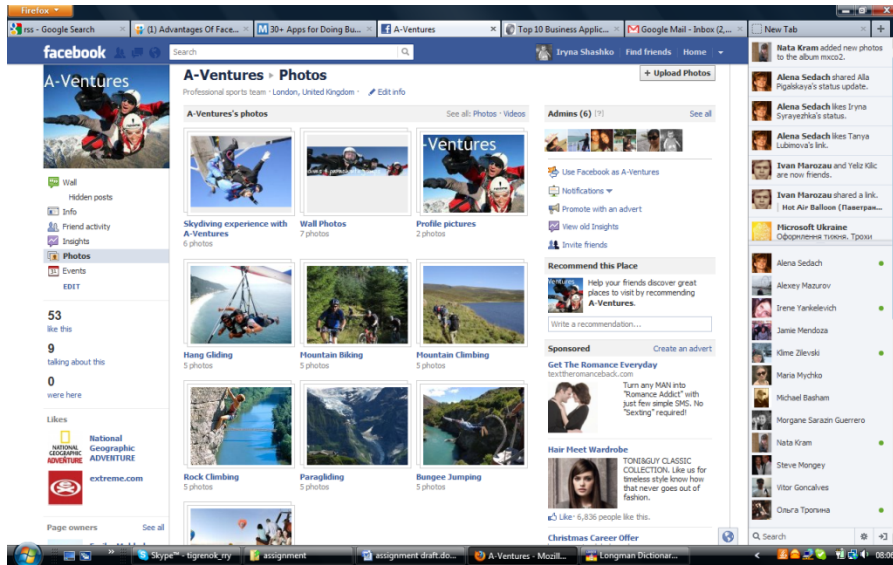 Firefox
rss - Google Search
(1) Advantages Of Face...
30+ Apps for Doing Bu...
A-Ventures
Top 10 Business Applic...
Google Mail - Inbox (2,...
New Tab
facebook
Search
Iryna Shashko
Find friends
Home
A-Ventures
Wall
Hidden posts
Info
Friend activity
Insights
Photos
Events
EDIT
53
like this
9
talking about this
0
were here
Likes
NATIONAL
GEOGRAPHIC
ADVENTURE
National
Geographic
ADVENTURE
extreme.com
Page owners
See all
A-Ventures ▸ Photos
Professional sports team · London, United Kingdom ·
Edit info
+ Upload Photos
A-Ventures's photos
See all: Photos · Videos
-Ventures
Skydiving experience with
A-Ventures
6 photos
Wall Photos
7 photos
Profile pictures
2 photos
Hang Gliding
5 photos
Mountain Biking
5 photos
Mountain Climbing
5 photos
Rock Climbing
5 photos
Paragliding
5 photos
Bungee Jumping
5 photos
Admins (6) [?]
See all
Use Facebook as A-Ventures
Notifications
Promote with an advert
View old Insights
Invite friends
Recommend this Place
Help your friends discover great
places to visit by recommending
A-Ventures.
Write a recommendation...
Sponsored
Create an advert
Get The Romance Everyday
texttheromanceback.com
Turn any MAN into
"Romance Addict" with
just few simple SMS. No
"Sexting" required!
Hair Meet Wardrobe
TONI&GUY CLASSIC
COLLECTION. Like us for
timeless style know how
that never goes out of
fashion.
Like · 6,836 people like this.
Christmas Career Offer
Nata Kram added new photos
to the album mxco2.
Alena Sedach shared Alla
Pigalskaya's status update.
Alena Sedach likes Iryna
Syrayezhka's status.
Alena Sedach likes Tanya
Lubimova's link.
Ivan Marozau and Yeliz Kilic
are now friends.
Ivan Marozau shared a link.
Hot Air Balloon (Паветран...
Microsoft Ukraine
Оформлення тижня. Трохи
Alena Sedach
Alexey Mazurov
Irene Yankelevich
Jamie Mendoza
Klime Zilevski
Maria Mychko
Michael Basham
Morgane Sarazin Guerrero
Nata Kram
Steve Mongey
Vitor Goncalves
Ольга Тропина
Search
Skype™ - tigrenok_rry
assignment
assignment draft.do...
A-Ventures - Mozill...
Longman Dictionar...
08:06